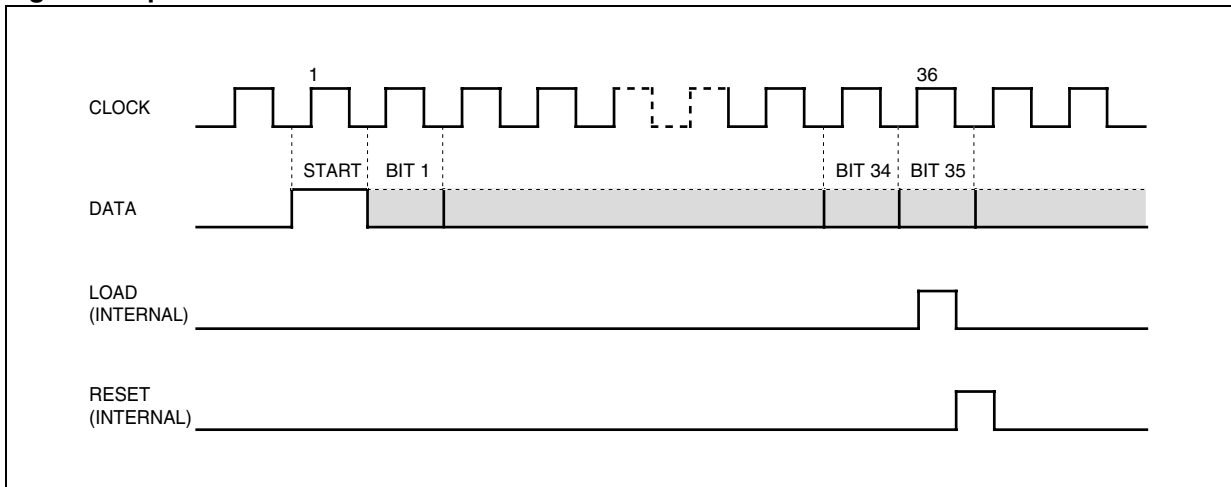 1 36
CLOCK
START BIT 1 BIT 34 BIT 35
DATA
LOAD
(INTERNAL)
RESET
(INTERNAL)